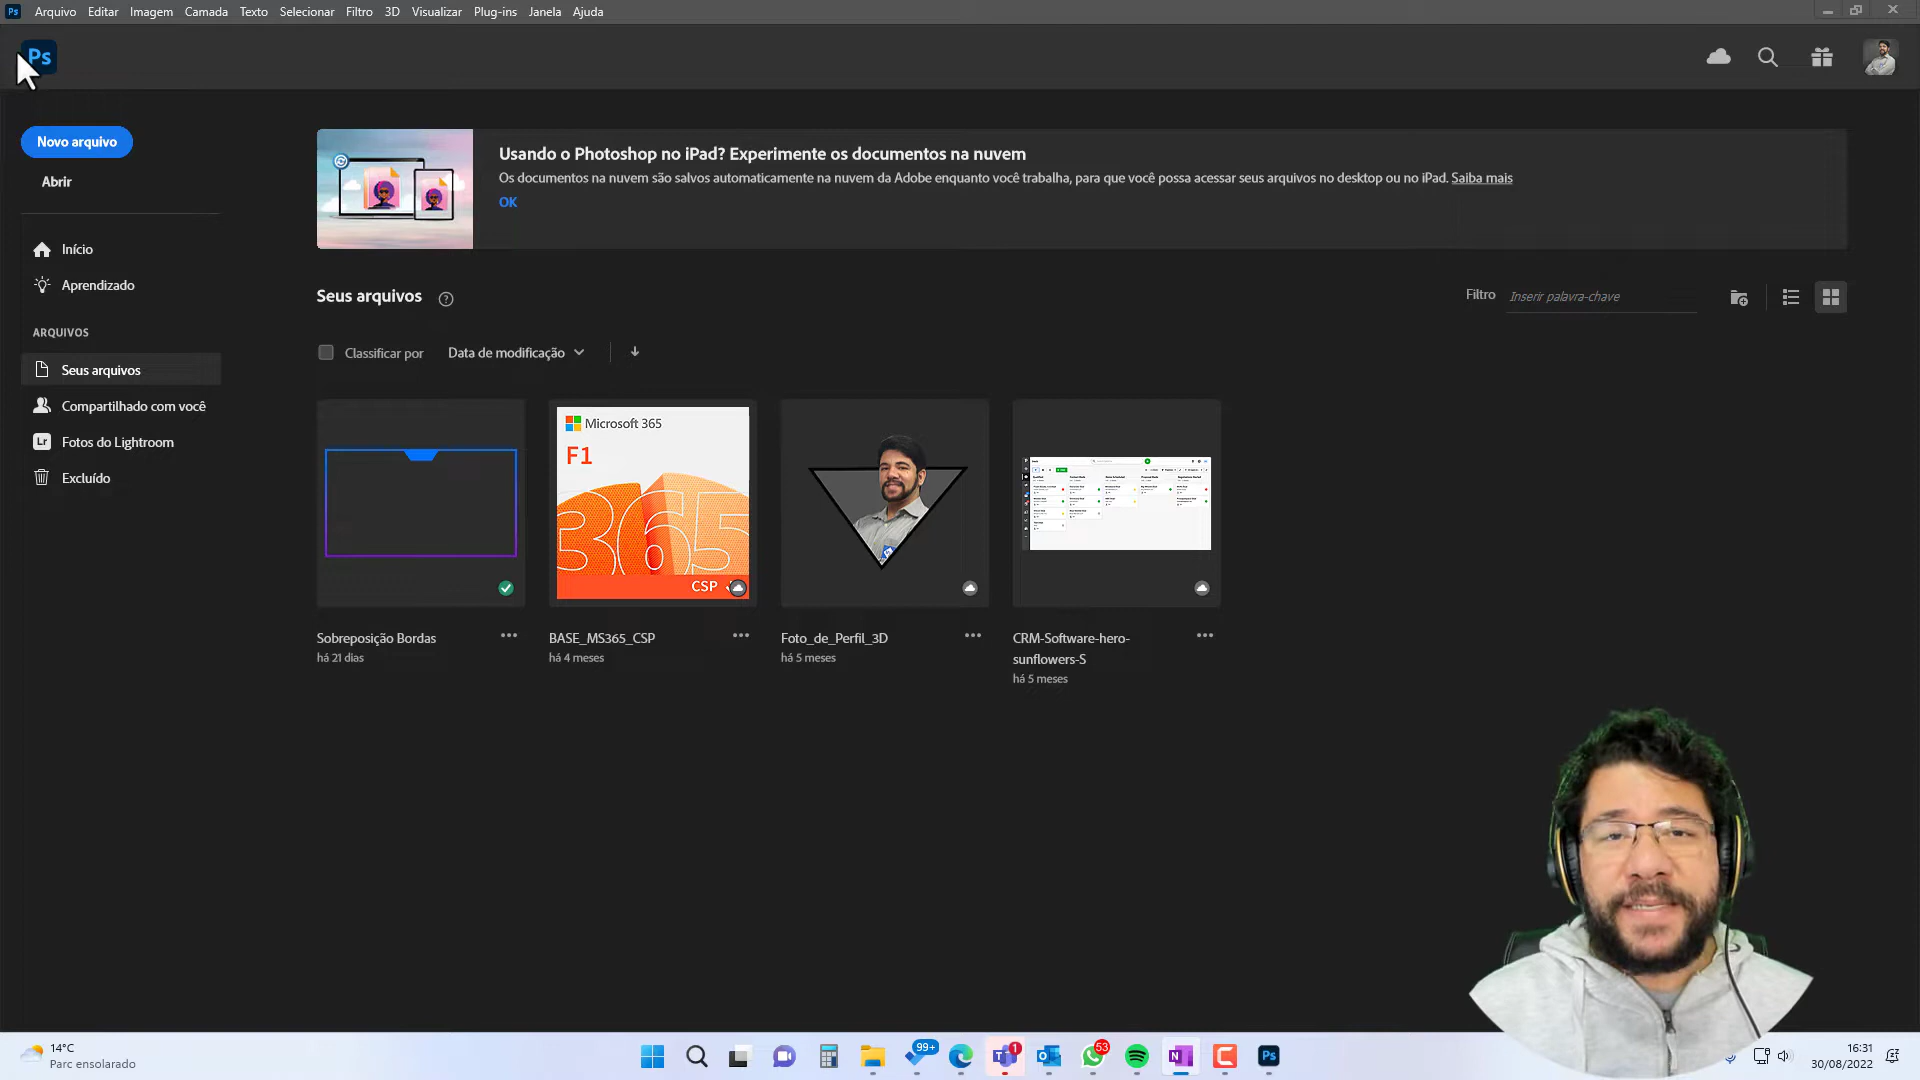 Ps Arquivo Editar Imagem Camada Texto Selecionar Filtro 3D Visualizar Plug-ins Janela Ajuda
Ps
Novo arquivo
Abrir
Início
Aprendizado
ARQUIVOS
Seus arquivos
Compartilhado com você
Lr Fotos do Lightroom
Excluído
Usando o Photoshop no iPad? Experimente os documentos na nuvem
Os documentos na nuvem são salvos automaticamente na nuvem da Adobe enquanto você trabalha, para que você possa acessar seus arquivos no desktop ou no iPad. Saiba mais
OK
Seus arquivos ?
Filtro Inserir palavra-chave
Classificar por Data de modificação
Microsoft 365
F1
365
CSP
Sobreposição Bordas
há 21 dias
BASE_MS365_CSP
há 4 meses
Foto_de_Perfil_3D
há 5 meses
CRM-Software-hero-
sunflowers-S
há 5 meses
14°C
Parc ensolarado
99+
1
53
Ps
16:31
30/08/2022